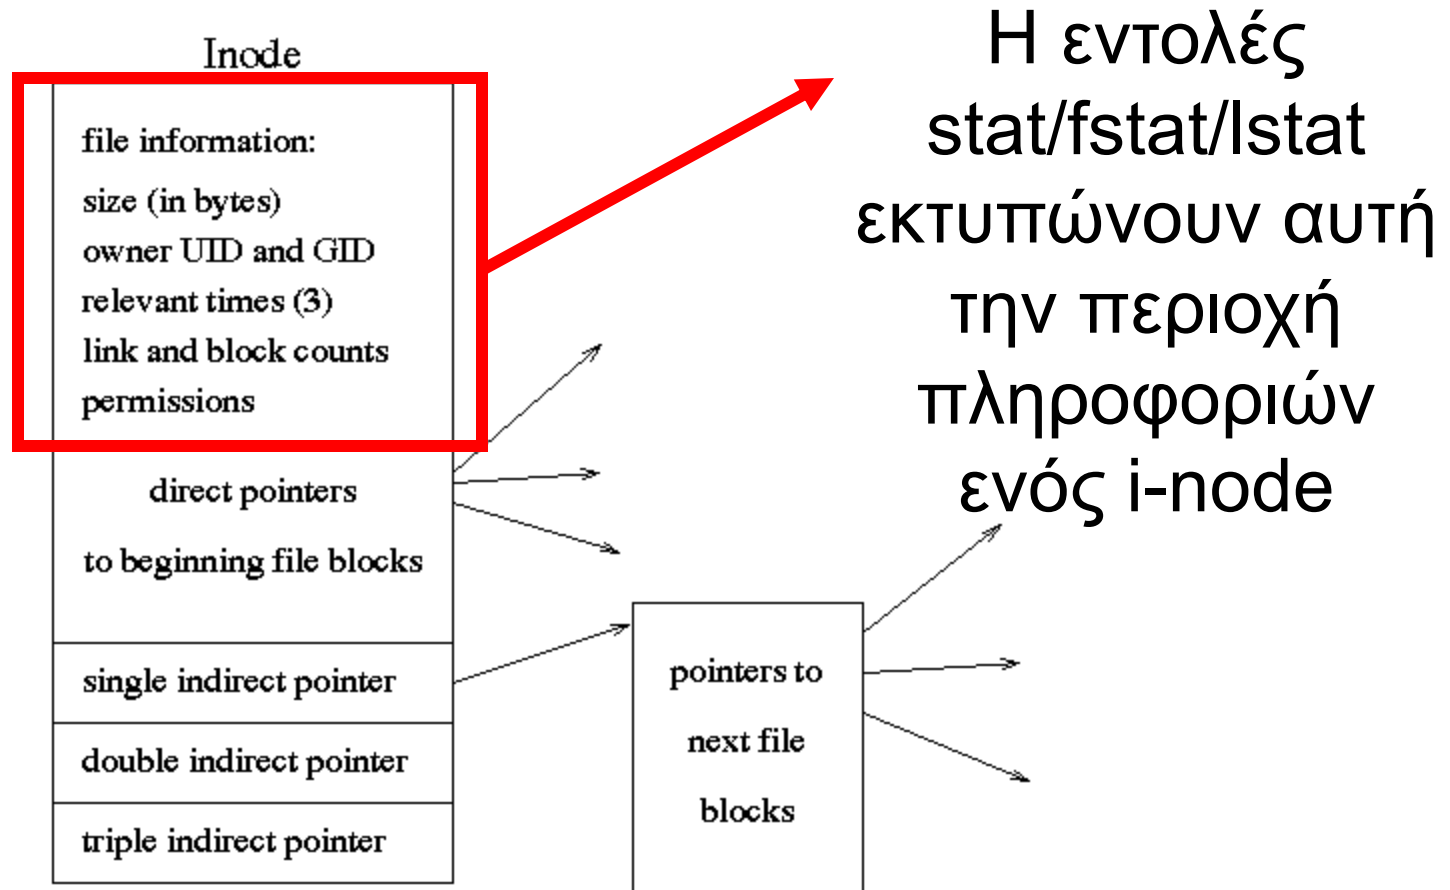 Inode
file information:
size (in bytes)
owner UID and GID
relevant times (3)
link and block counts
permissions
direct pointers
to beginning file blocks
single indirect pointer
double indirect pointer
triple indirect pointer
pointers to
next file
blocks
Η εντολές
stat/fstat/lstat
εκτυπώνουν αυτή
την περιοχή
πληροφοριών
ενός i-node